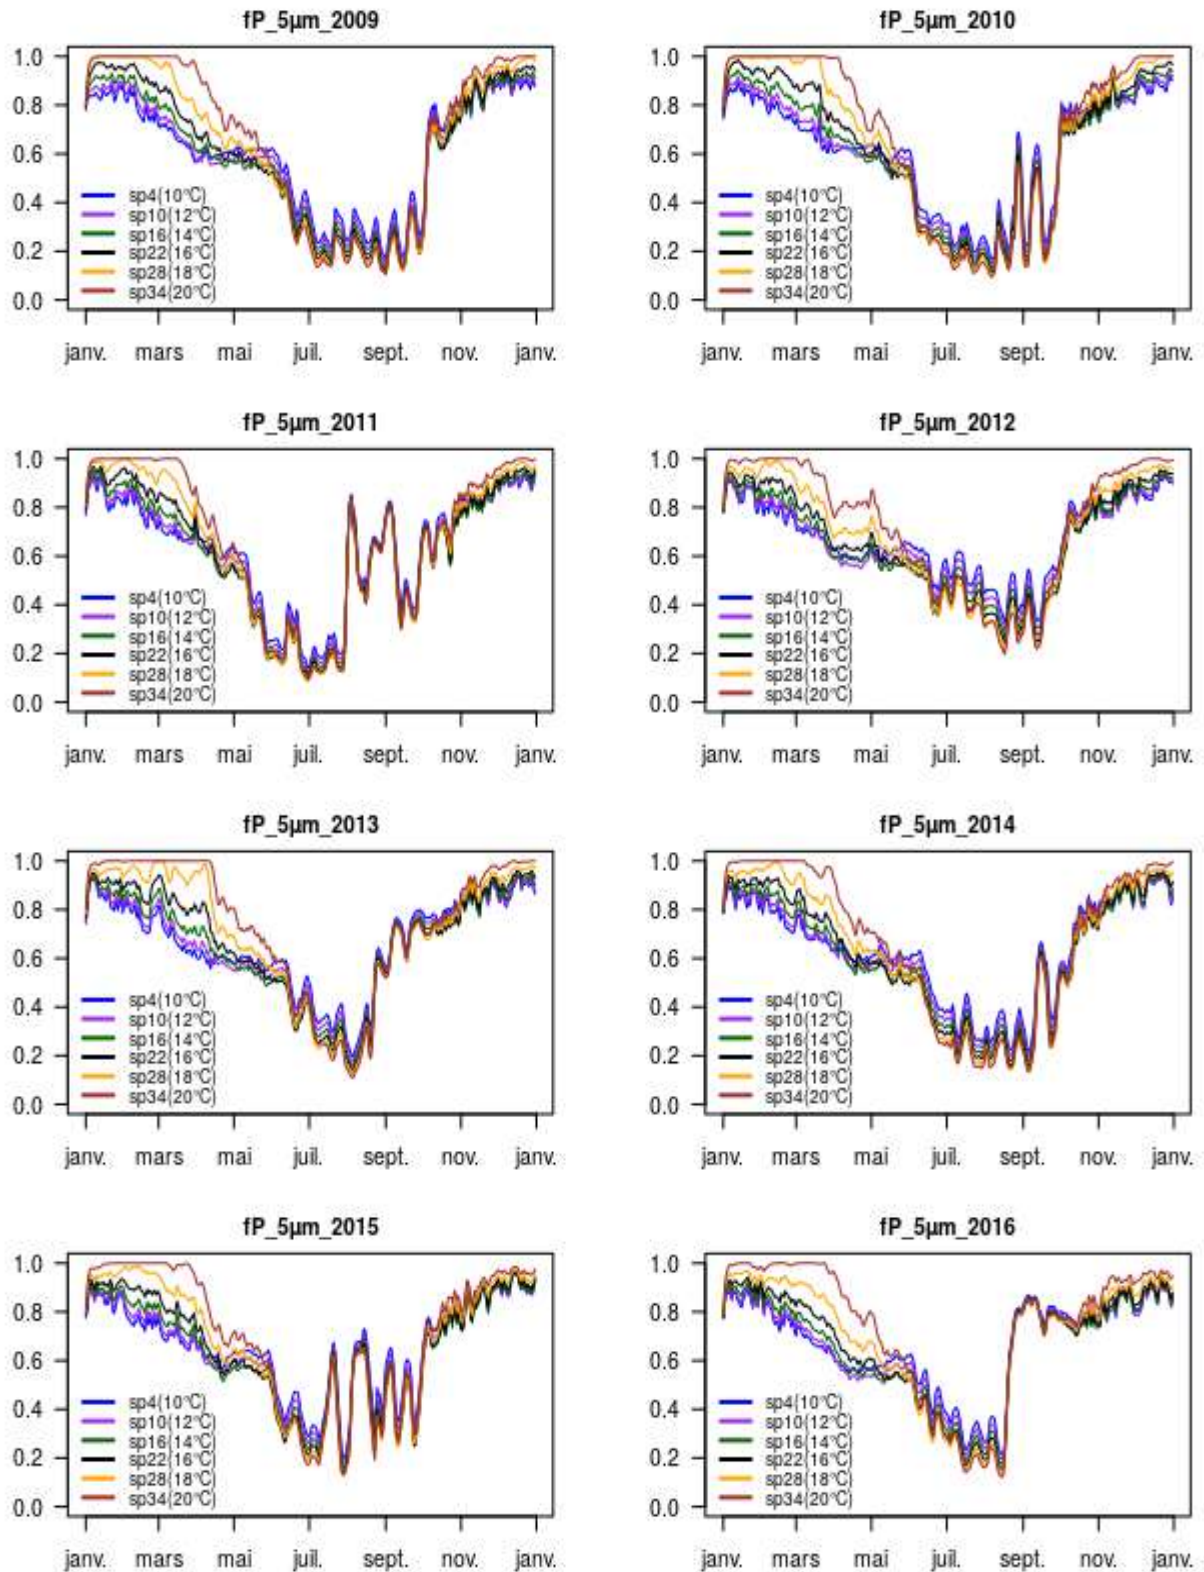 fP_5µm_2009
1.0
0.8
0.6
0.4
0.2
0.0
sp4(10°C)
sp10(12°C)
sp16(14°C)
sp22(16°C)
sp28(18°C)
sp34(20°C)
janv. mars mai juil. sept. nov. janv.
fP_5µm_2010
1.0
0.8
0.6
0.4
0.2
0.0
sp4(10°C)
sp10(12°C)
sp16(14°C)
sp22(16°C)
sp28(18°C)
sp34(20°C)
janv. mars mai juil. sept. nov. janv.
fP_5µm_2011
1.0
0.8
0.6
0.4
0.2
0.0
sp4(10°C)
sp10(12°C)
sp16(14°C)
sp22(16°C)
sp28(18°C)
sp34(20°C)
janv. mars mai juil. sept. nov. janv.
fP_5µm_2012
1.0
0.8
0.6
0.4
0.2
0.0
sp4(10°C)
sp10(12°C)
sp16(14°C)
sp22(16°C)
sp28(18°C)
sp34(20°C)
janv. mars mai juil. sept. nov. janv.
fP_5µm_2013
1.0
0.8
0.6
0.4
0.2
0.0
sp4(10°C)
sp10(12°C)
sp16(14°C)
sp22(16°C)
sp28(18°C)
sp34(20°C)
janv. mars mai juil. sept. nov. janv.
fP_5µm_2014
1.0
0.8
0.6
0.4
0.2
0.0
sp4(10°C)
sp10(12°C)
sp16(14°C)
sp22(16°C)
sp28(18°C)
sp34(20°C)
janv. mars mai juil. sept. nov. janv.
fP_5µm_2015
1.0
0.8
0.6
0.4
0.2
0.0
sp4(10°C)
sp10(12°C)
sp16(14°C)
sp22(16°C)
sp28(18°C)
sp34(20°C)
janv. mars mai juil. sept. nov. janv.
fP_5µm_2016
1.0
0.8
0.6
0.4
0.2
0.0
sp4(10°C)
sp10(12°C)
sp16(14°C)
sp22(16°C)
sp28(18°C)
sp34(20°C)
janv. mars mai juil. sept. nov. janv.